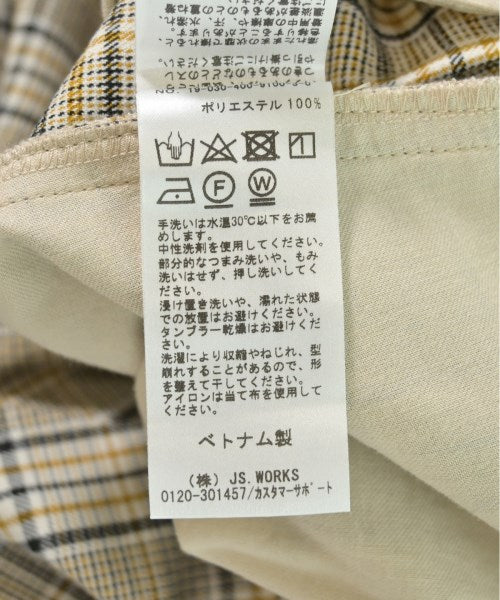 ポリエステル 100%
手洗いは水温30℃以下をお薦
めします。
中性洗剤を使用してください。
部分的なつまみ洗いや、もみ
洗いはせず、押し洗いしてく
ださい。
浸け置き洗いや、濡れた状態
での放置はお避けください。
タンブラー乾燥はお避けください。
洗濯により収縮やねじれ、型
崩れすることがあるので、形
を整えて干してください。
アイロンは当て布を使用して
ください。
ベトナム製
(株) JS.WORKS
0120-301457/カスタマーサポート